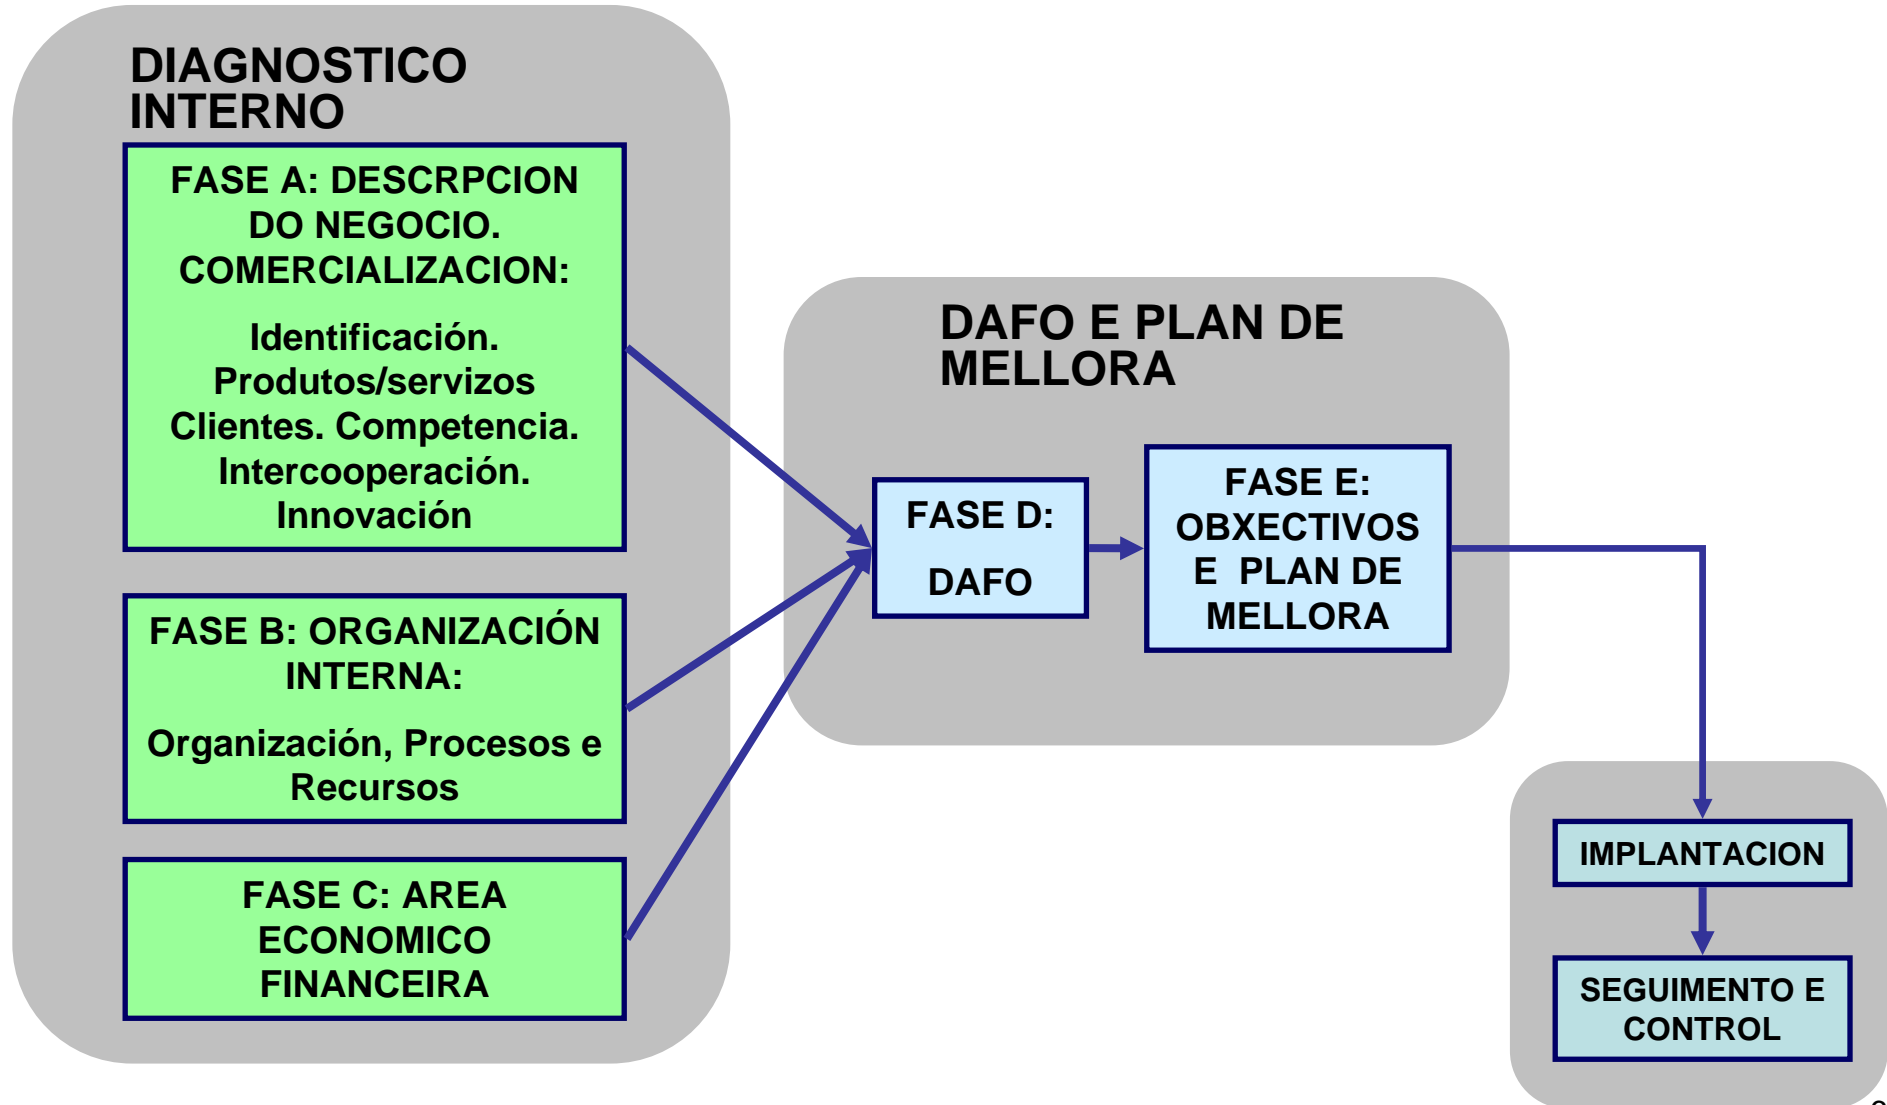 DIAGNOSTICO
INTERNO
FASE A: DESCRPCION
DO NEGOCIO.
COMERCIALIZACION:
Identificación.
Produtos/servizos
Clientes. Competencia.
Intercooperación.
Innovación
FASE B: ORGANIZACIÓN
INTERNA:
Organización, Procesos e
Recursos
FASE C: AREA
ECONOMICO
FINANCEIRA
DAFO E PLAN DE
MELLORA
FASE D:
DAFO
FASE E:
OBXECTIVOS
E PLAN DE
MELLORA
IMPLANTACION
SEGUIMENTO E
CONTROL